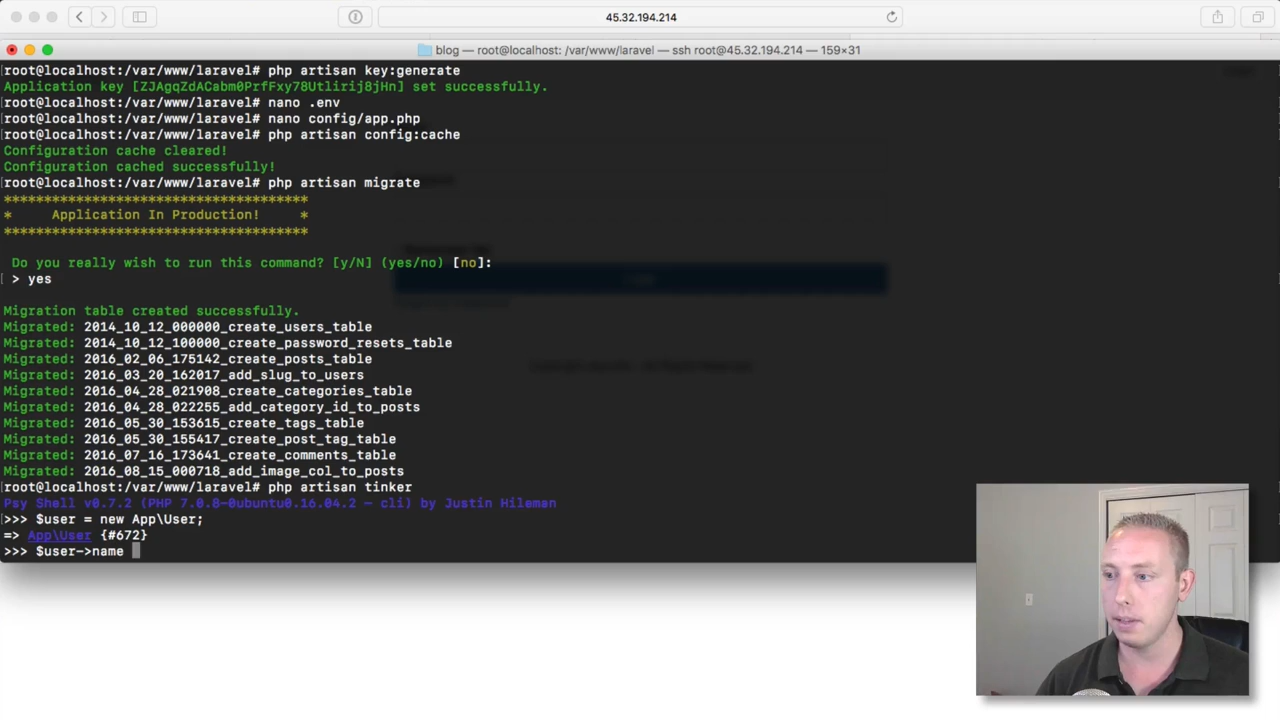 45.32.194.214
blog — root@localhost: /var/www/laravel — ssh root@45.32.194.214 — 159×31
[root@localhost:/var/www/laravel# php artisan key:generate
Application key [ZJAgqZdACabm0PrfFxy78Utlirij8jHn] set successfully.
[root@localhost:/var/www/laravel# nano .env
[root@localhost:/var/www/laravel# nano config/app.php
[root@localhost:/var/www/laravel# php artisan config:cache
Configuration cache cleared!
Configuration cached successfully!
[root@localhost:/var/www/laravel# php artisan migrate
**************************************
*     Application In Production!     *
**************************************
Do you really wish to run this command? [y/N] (yes/no) [no]:
[ > yes
Migration table created successfully.
Migrated: 2014_10_12_000000_create_users_table
Migrated: 2014_10_12_100000_create_password_resets_table
Migrated: 2016_02_06_175142_create_posts_table
Migrated: 2016_03_20_162017_add_slug_to_users
Migrated: 2016_04_28_021908_create_categories_table
Migrated: 2016_04_28_022255_add_category_id_to_posts
Migrated: 2016_05_30_153615_create_tags_table
Migrated: 2016_05_30_155417_create_post_tag_table
Migrated: 2016_07_16_173641_create_comments_table
Migrated: 2016_08_15_000718_add_image_col_to_posts
[root@localhost:/var/www/laravel# php artisan tinker
Psy Shell v0.7.2 (PHP 7.0.8-0ubuntu0.16.04.2 — cli) by Justin Hileman
>>> $user = new App\User;
=> App\User {#672}
>>> $user->name